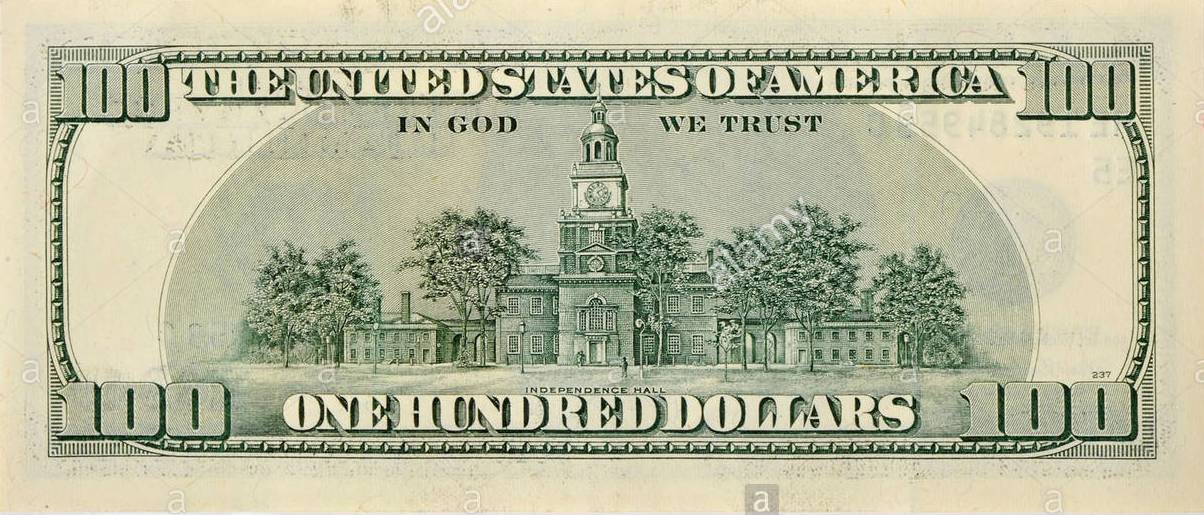 100 THE UNITED STATES OF AMERICA 100
IN GOD WE TRUST
alamy
237
INDEPENDENCE HALL
100 ONE HUNDRED DOLLARS 100
a